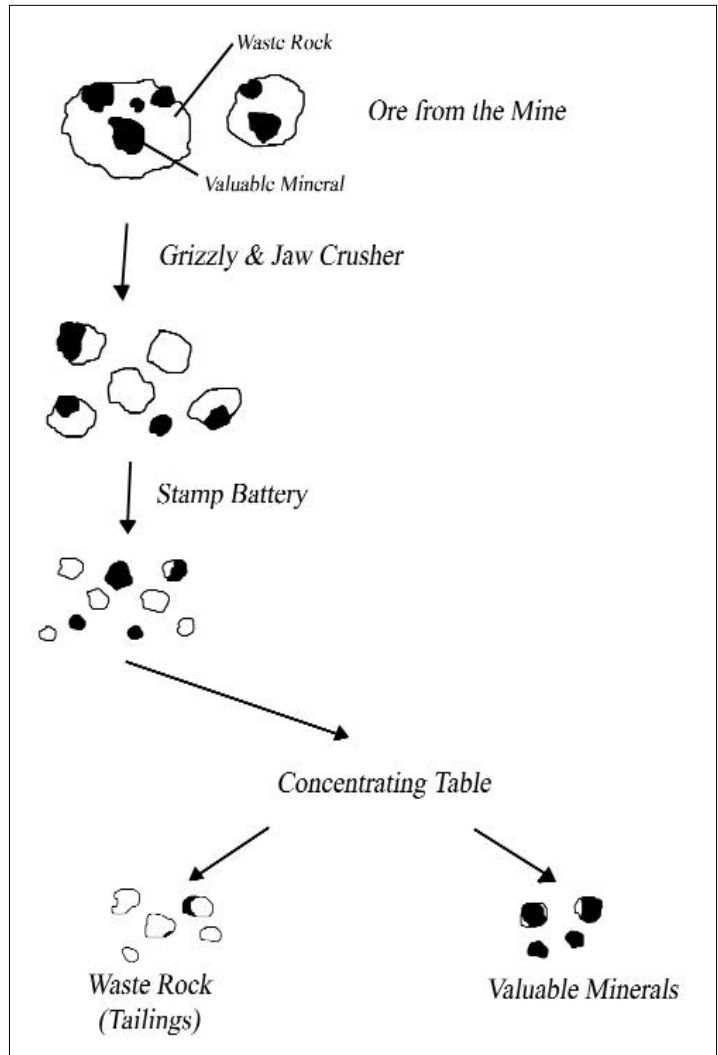 Waste Rock
Ore from the Mine
Valuable Mineral
Grizzly & Jaw Crusher
Stamp Battery
Concentrating Table
Waste Rock
(Tailings)
Valuable Minerals